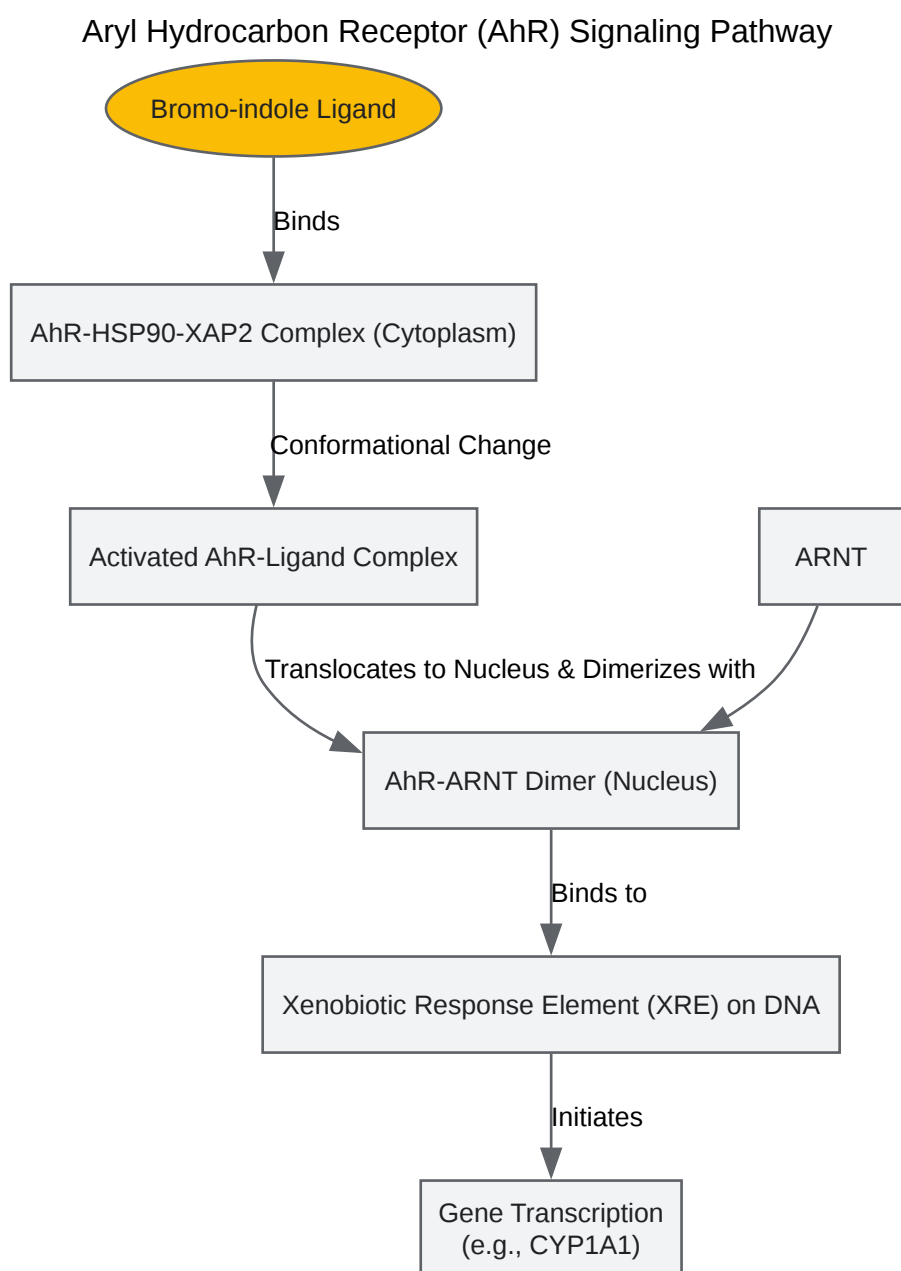 Aryl Hydrocarbon Receptor (AhR) Signaling Pathway
Bromo-indole Ligand
Binds
AhR-HSP90-XAP2 Complex (Cytoplasm)
Conformational Change
Activated AhR-Ligand Complex
ARNT
Translocates to Nucleus & Dimerizes with
AhR-ARNT Dimer (Nucleus)
Binds to
Xenobiotic Response Element (XRE) on DNA
Initiates
Gene Transcription
(e.g., CYP1A1)